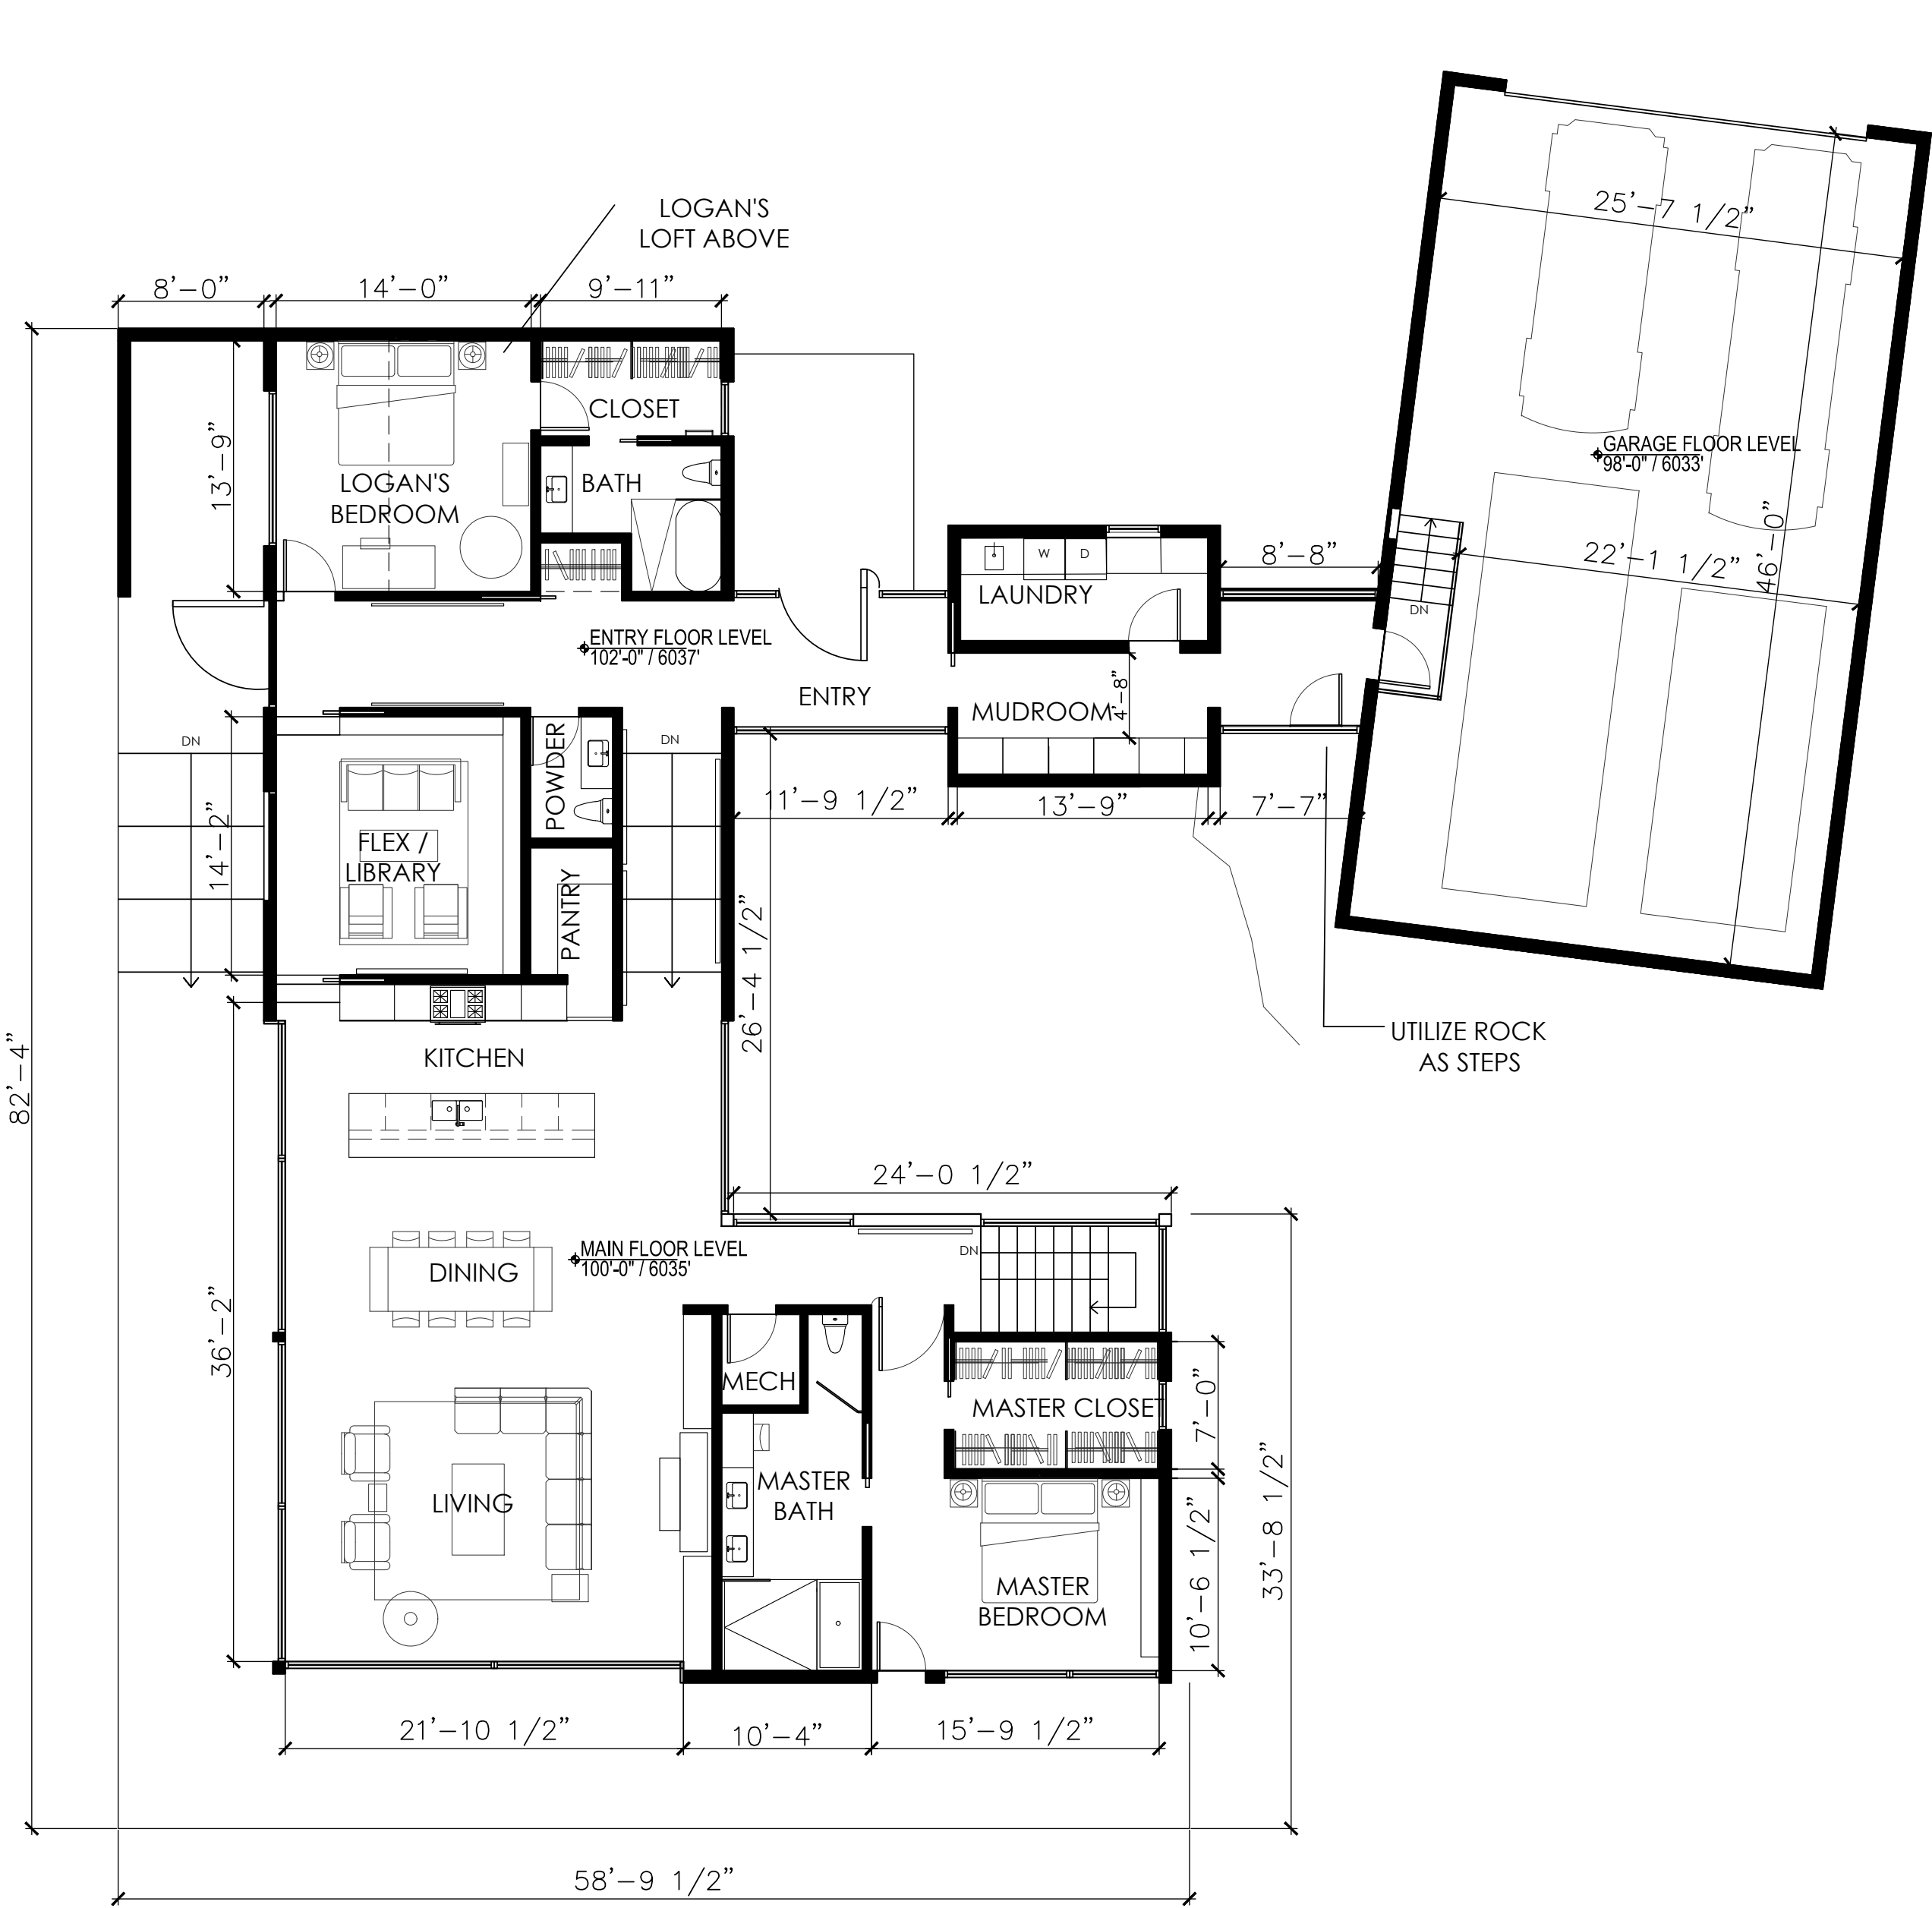 LOGAN'S
LOFT ABOVE
8'-0"
14'-0"
9'-11"
25'-7 1/2"
13'-9"
CLOSET
LOGAN'S
BEDROOM
BATH
GARAGE FLOOR LEVEL
98'-0" / 6033'
46'-0"
22'-1 1/2"
W
D
8'-8"
LAUNDRY
DN
ENTRY FLOOR LEVEL
102'-0" / 6037'
ENTRY
MUDROOM
4'-8"
DN
POWDER
DN
11'-9 1/2"
13'-9"
7'-7"
14'-2"
FLEX /
LIBRARY
PANTRY
26'-4 1/2"
UTILIZE ROCK
AS STEPS
KITCHEN
82'-4"
24'-0 1/2"
MAIN FLOOR LEVEL
100'-0" / 6035'
DN
DINING
36'-2"
MECH
MASTER CLOSET
7'-0"
LIVING
MASTER
BATH
33'-8 1/2"
10'-6 1/2"
MASTER
BEDROOM
21'-10 1/2"
10'-4"
15'-9 1/2"
58'-9 1/2"